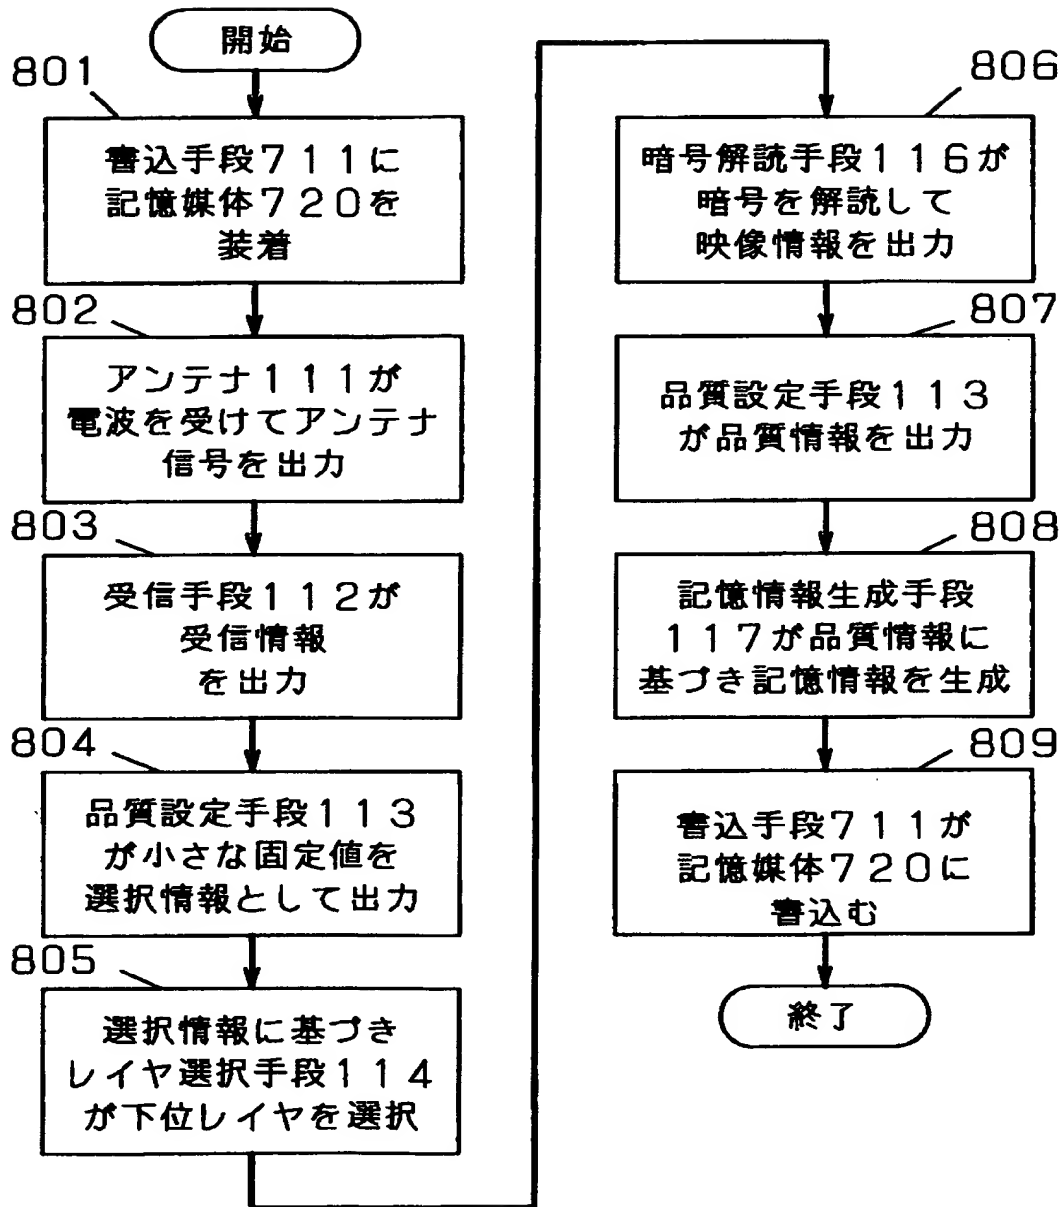 開始
801
書込手段711に
記憶媒体720を
装着
802
アンテナ111が
電波を受けてアンテナ
信号を出力
803
受信手段112が
受信情報
を出力
804
品質設定手段113
が小さな固定値を
選択情報として出力
805
選択情報に基づき
レイヤ選択手段114
が下位レイヤを選択
806
暗号解読手段116が
暗号を解読して
映像情報を出力
807
品質設定手段113
が品質情報を出力
808
記憶情報生成手段
117が品質情報に
基づき記憶情報を生成
809
書込手段711が
記憶媒体720に
書込む
終了